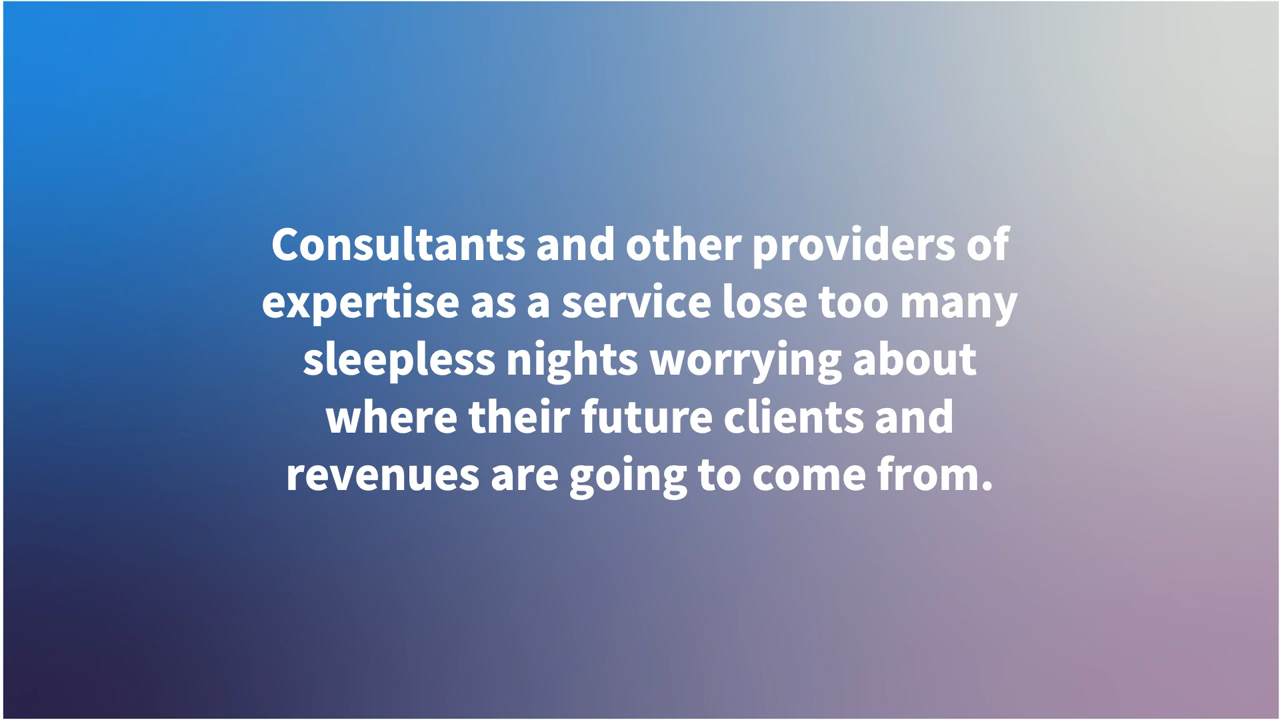 Consultants and other providers of
expertise as a service lose too many
sleepless nights worrying about
where their future clients and
revenues are going to come from.